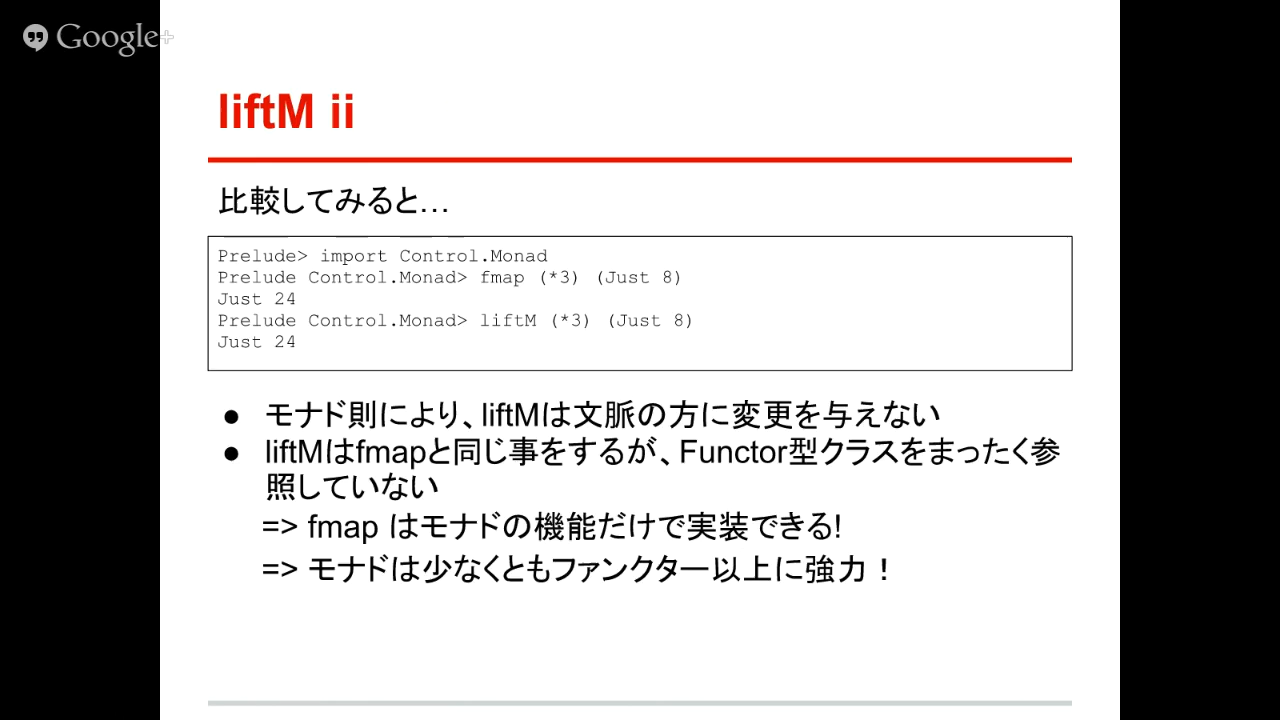 Google+
liftM ii
比較してみると…
Prelude> import Control.Monad
Prelude Control.Monad> fmap (*3) (Just 8)
Just 24
Prelude Control.Monad> liftM (*3) (Just 8)
Just 24
● モナド則により、liftMは文脈の方に変更を与えない
● liftMはfmapと同じ事をするが、Functor型クラスをまったく参
照していない
=> fmap はモナドの機能だけで実装できる!
=> モナドは少なくともファンクター以上に強力！